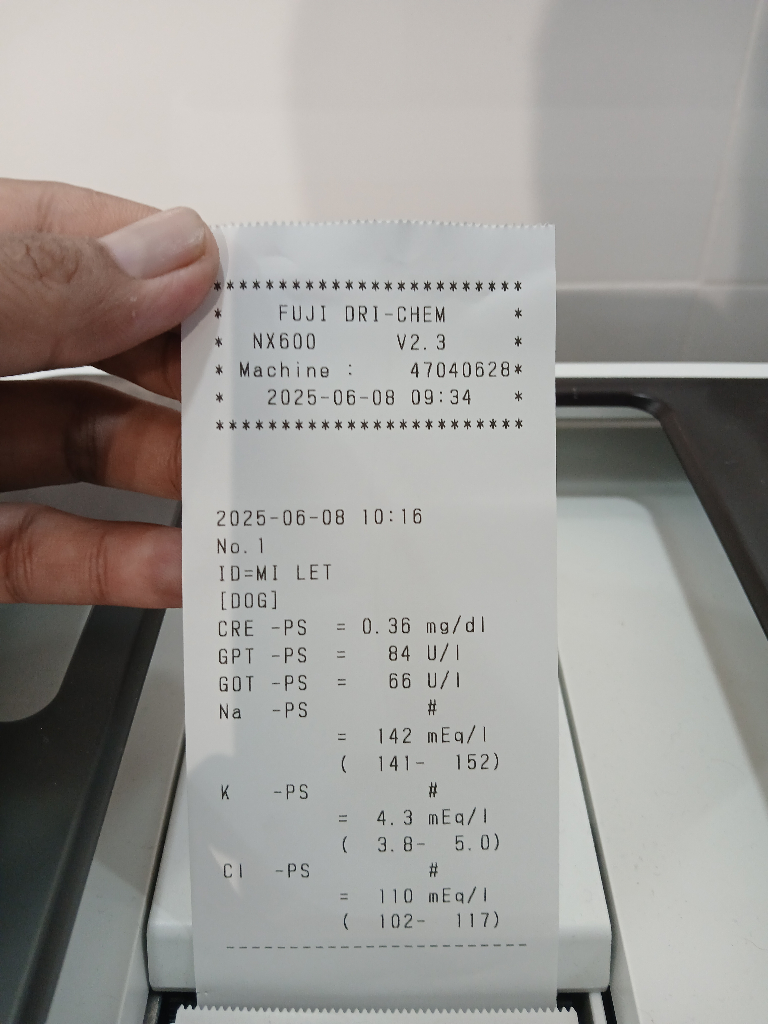 ************************
* FUJI DRI-CHEM *
* NX600 V2.3 *
* Machine : 47040628*
* 2025-06-08 09:34 *
************************
2025-06-08 10:16
No.1
ID=MI LET
[DOG]
CRE -PS = 0.36 mg/dl
GPT -PS = 84 U/l
GOT -PS = 66 U/l
Na -PS #
= 142 mEq/l
( 141- 152)
K -PS #
= 4.3 mEq/l
( 3.8- 5.0)
Cl -PS #
= 110 mEq/l
( 102- 117)
-----------------------